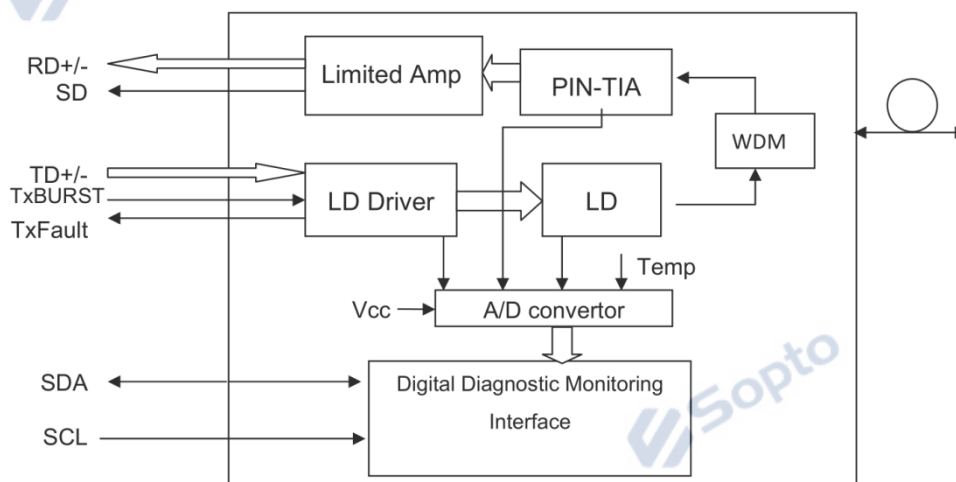 RD+/-
SD
Limited Amp
PIN-TIA
WDM
TD+/-
TxBURST
TxFault
LD Driver
LD
Temp
Vcc
A/D convertor
SDA
SCL
Digital Diagnostic Monitoring
Interface
Sopto